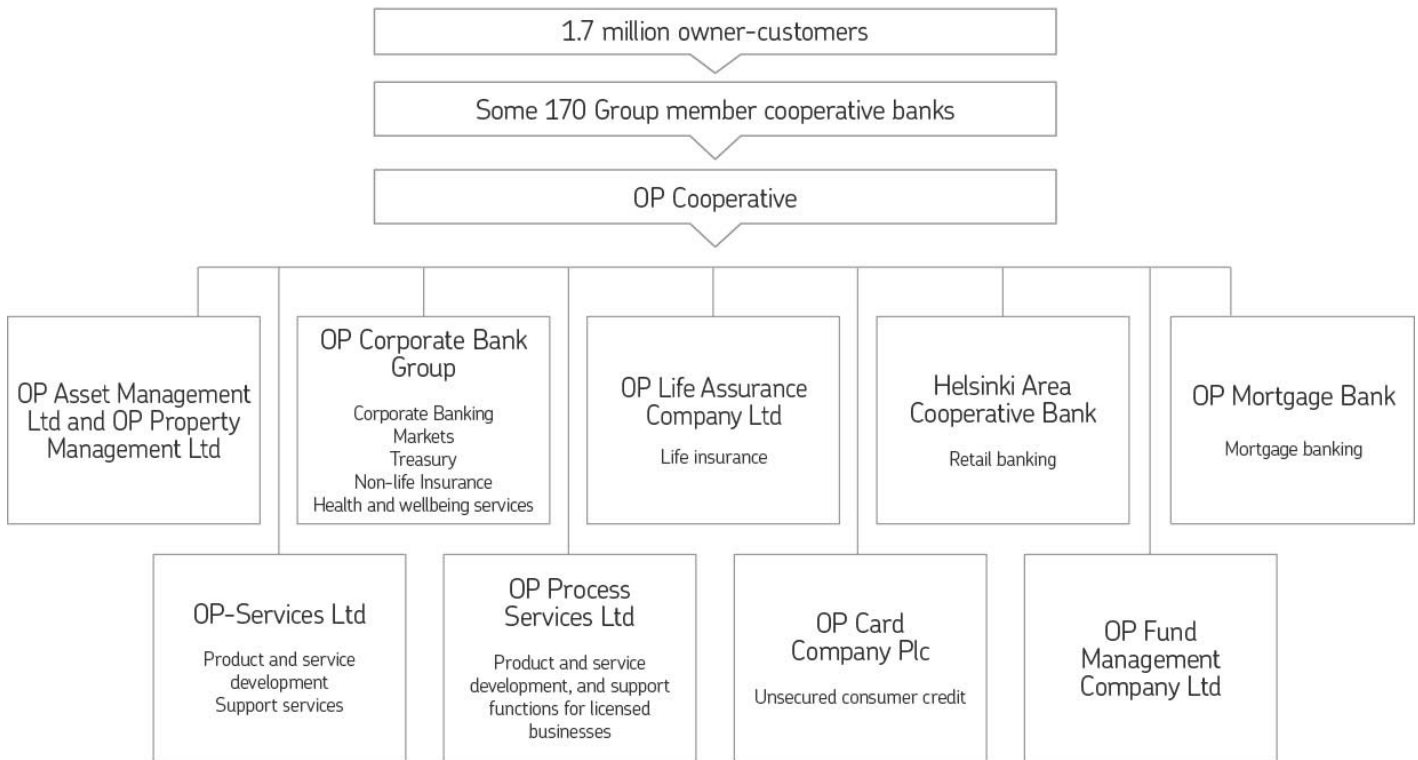 1.7 million owner-customers
Some 170 Group member cooperative banks
OP Cooperative
OP Asset Management
Ltd and OP Property
Management Ltd
OP Corporate Bank
Group
Corporate Banking
Markets
Treasury
Non-life Insurance
Health and wellbeing services
OP Life Assurance
Company Ltd
Life insurance
Helsinki Area
Cooperative Bank
Retail banking
OP Mortgage Bank
Mortgage banking
OP-Services Ltd
Product and service
development
Support services
OP Process
Services Ltd
Product and service
development, and support
functions for licensed
businesses
OP Card
Company Plc
Unsecured consumer credit
OP Fund
Management
Company Ltd